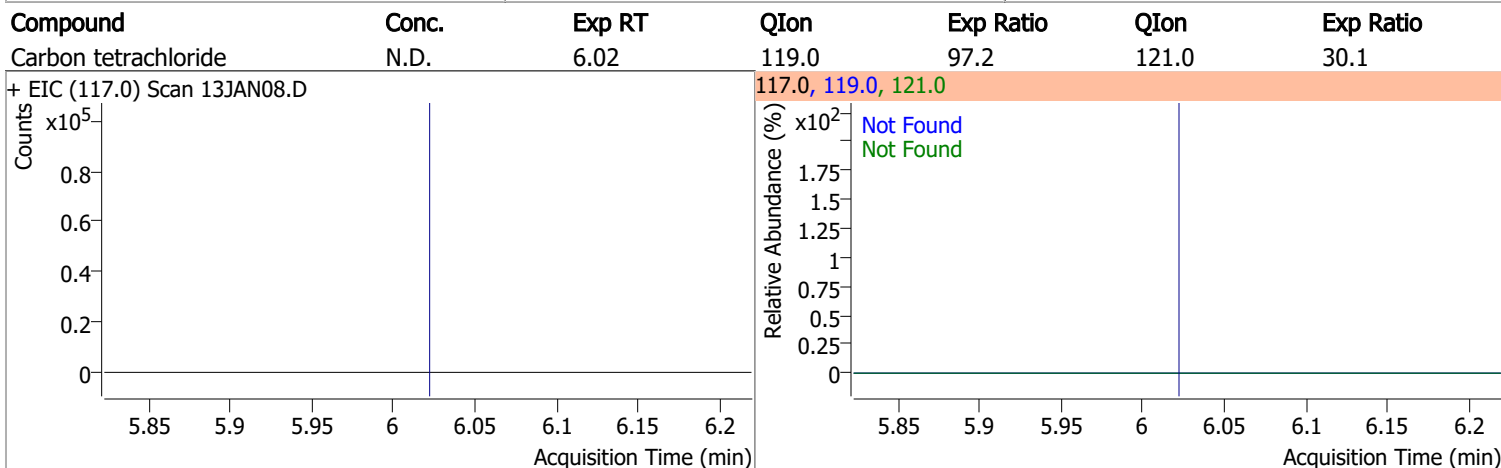 Compound Conc. Exp RT QIon Exp Ratio QIon Exp Ratio
Carbon tetrachloride N.D. 6.02 119.0 97.2 121.0 30.1
+ EIC (117.0) Scan 13JAN08.D
Counts
x10⁵
0.8
0.6
0.4
0.2
0
5.85 5.9 5.95 6 6.05 6.1 6.15 6.2
Acquisition Time (min)
117.0, 119.0, 121.0
Relative Abundance (%)
x10²
Not Found
Not Found
1.75
1.5
1.25
1
0.75
0.5
0.25
0
5.85 5.9 5.95 6 6.05 6.1 6.15 6.2
Acquisition Time (min)